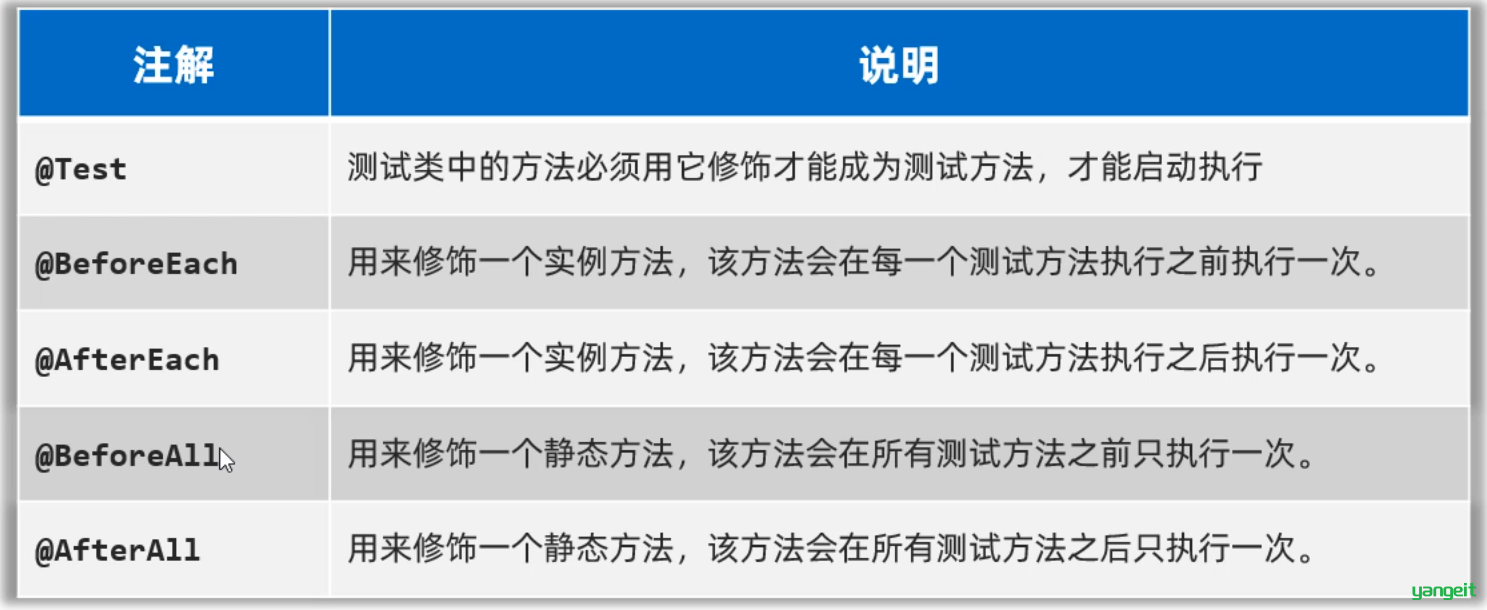 注解 说明
@Test 测试类中的方法必须用它修饰才能成为测试方法，才能启动执行
@BeforeEach 用来修饰一个实例方法，该方法会在每一个测试方法执行之前执行一次。
@AfterEach 用来修饰一个实例方法，该方法会在每一个测试方法执行之后执行一次。
@BeforeAll 用来修饰一个静态方法，该方法会在所有测试方法之前只执行一次。
@AfterAll 用来修饰一个静态方法，该方法会在所有测试方法之后只执行一次。
yangeit